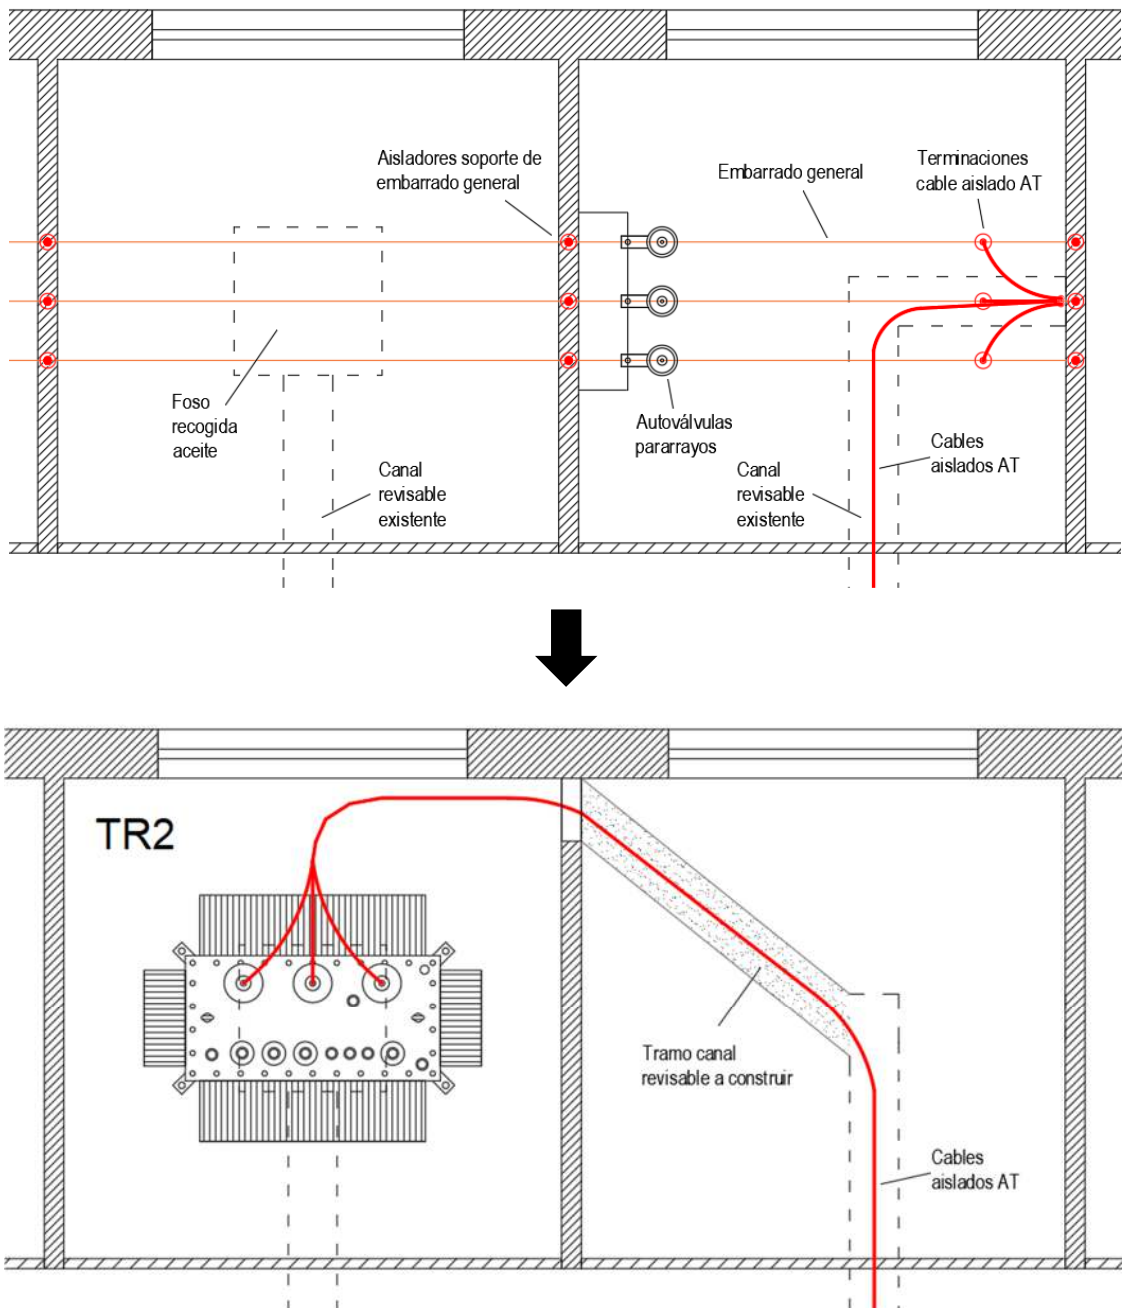 Aisladores soporte de
embarrado general
Embarrado general
Terminaciones
cable aislado AT
Foso
recogida
aceite
Canal
revisable
existente
Autoválvulas
pararrayos
Canal
revisable
existente
Cables
aislados AT
TR2
Tramo canal
revisable a construir
Cables
aislados AT